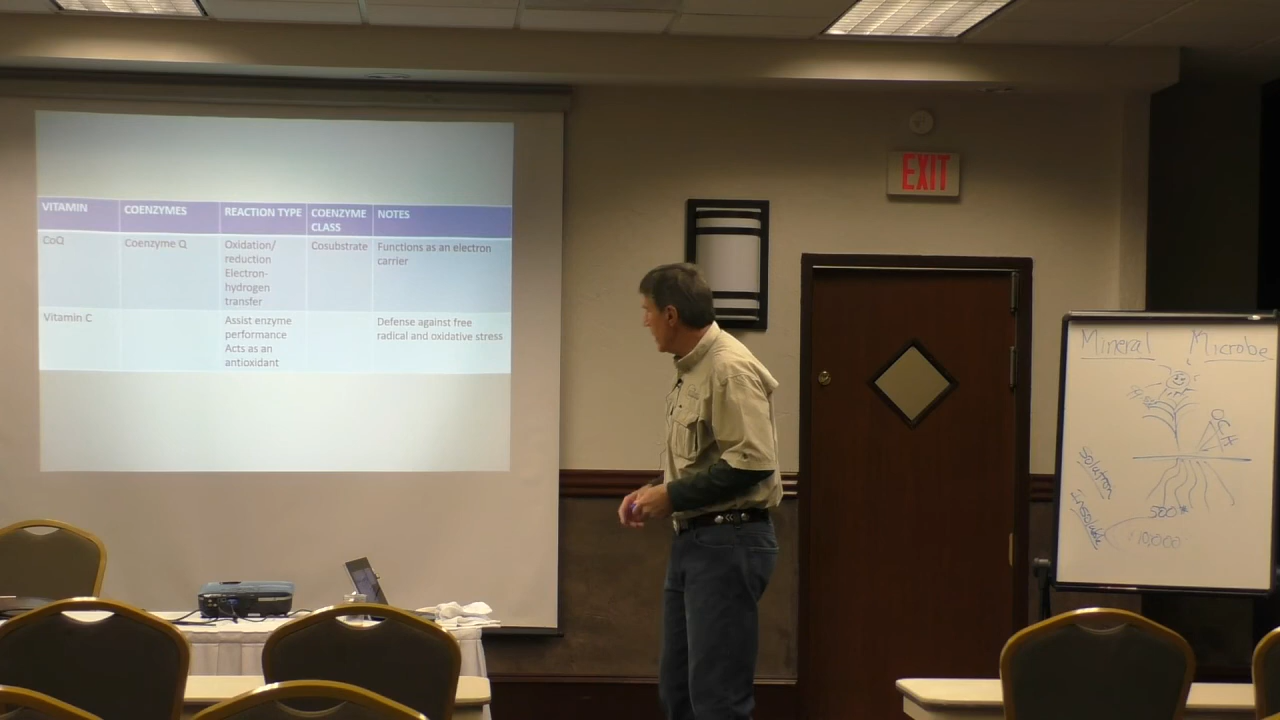 VITAMIN COENZYMES REACTION TYPE COENZYME CLASS NOTES
CoQ Coenzyme Q Oxidation/ Cosubstrate Functions as an electron
reduction carrier
Electron-
hydrogen
transfer
Vitamin C Assist enzyme Defense against free
performance radical and oxidative stress
Acts as an
antioxidant
EXIT
Mineral Microbe
Solution
Insoluble
500
10,000